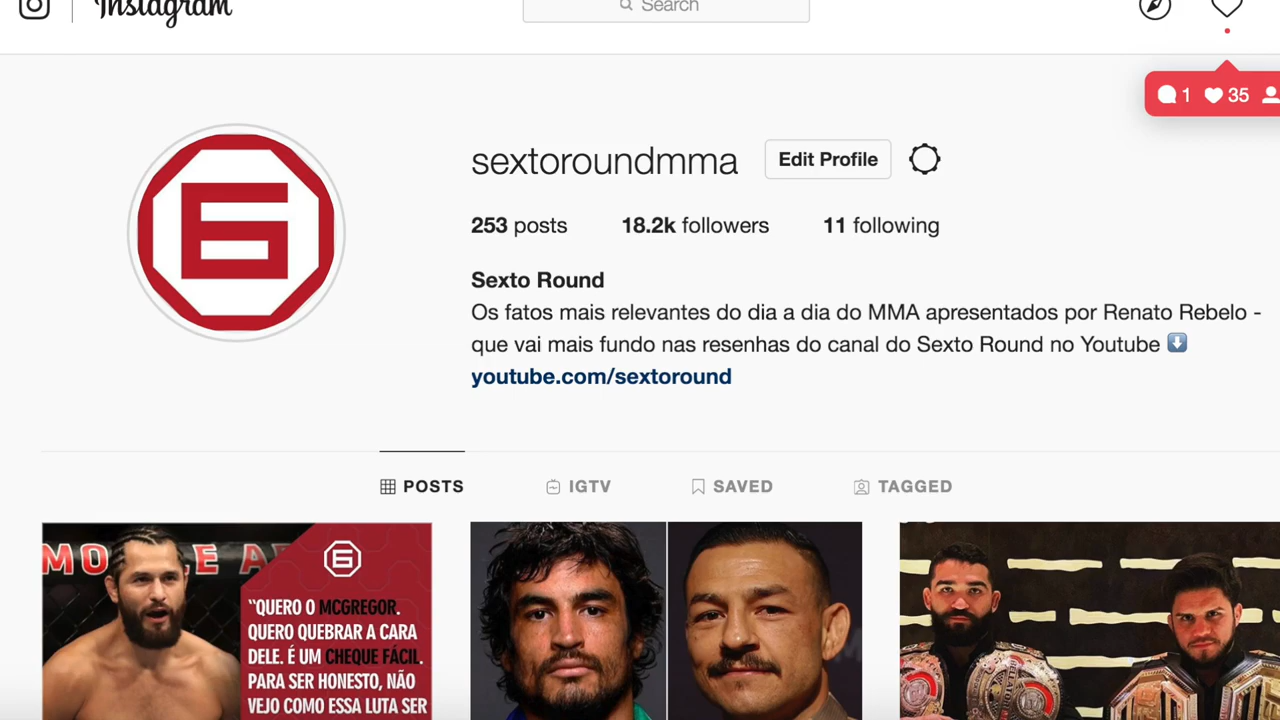 Instagram
Search
1 35
sextoroundmma Edit Profile
253 posts 18.2k followers 11 following
Sexto Round
Os fatos mais relevantes do dia a dia do MMA apresentados por Renato Rebelo -
que vai mais fundo nas resenhas do canal do Sexto Round no Youtube
youtube.com/sextoround
POSTS IGTV SAVED TAGGED
6
"QUERO O MCGREGOR.
QUERO QUEBRAR A CARA
DELE. É UM CHEQUE FÁCIL.
PARA SER HONESTO, NÃO
VEJO COMO ESSA LUTA SER